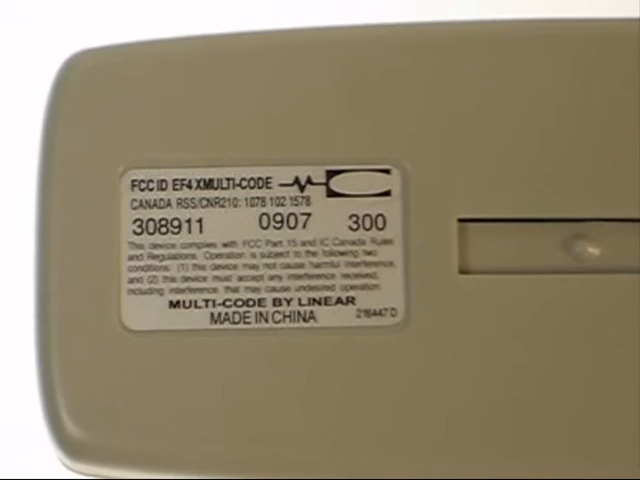 FCC ID EF4 XMULTI-CODE
CANADA RSS/CNR210: 1078 102 1578
308911 0907 300
This device complies with FCC Part 15 and IC Canada Rules
and Regulations. Operation is subject to the following two
conditions: (1) this device may not cause harmful interference,
and (2) this device must accept any interference received,
including interference that may cause undesired operation.
MULTI-CODE BY LINEAR
MADE IN CHINA 216447 D